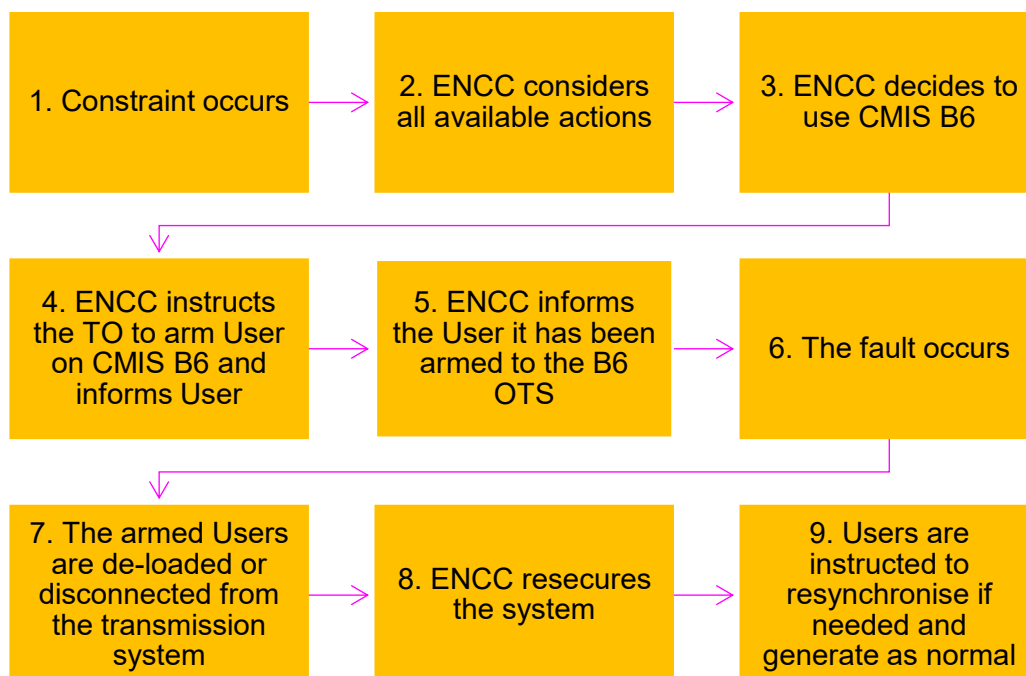 1. Constraint occurs
2. ENCC considers
all available actions
3. ENCC decides to
use CMIS B6
4. ENCC instructs
the TO to arm User
on CMIS B6 and
informs User
5. ENCC informs
the User it has been
armed to the B6
OTS
6. The fault occurs
7. The armed Users
are de-loaded or
disconnected from
the transmission
system
8. ENCC resecures
the system
9. Users are
instructed to
resynchronise if
needed and
generate as normal